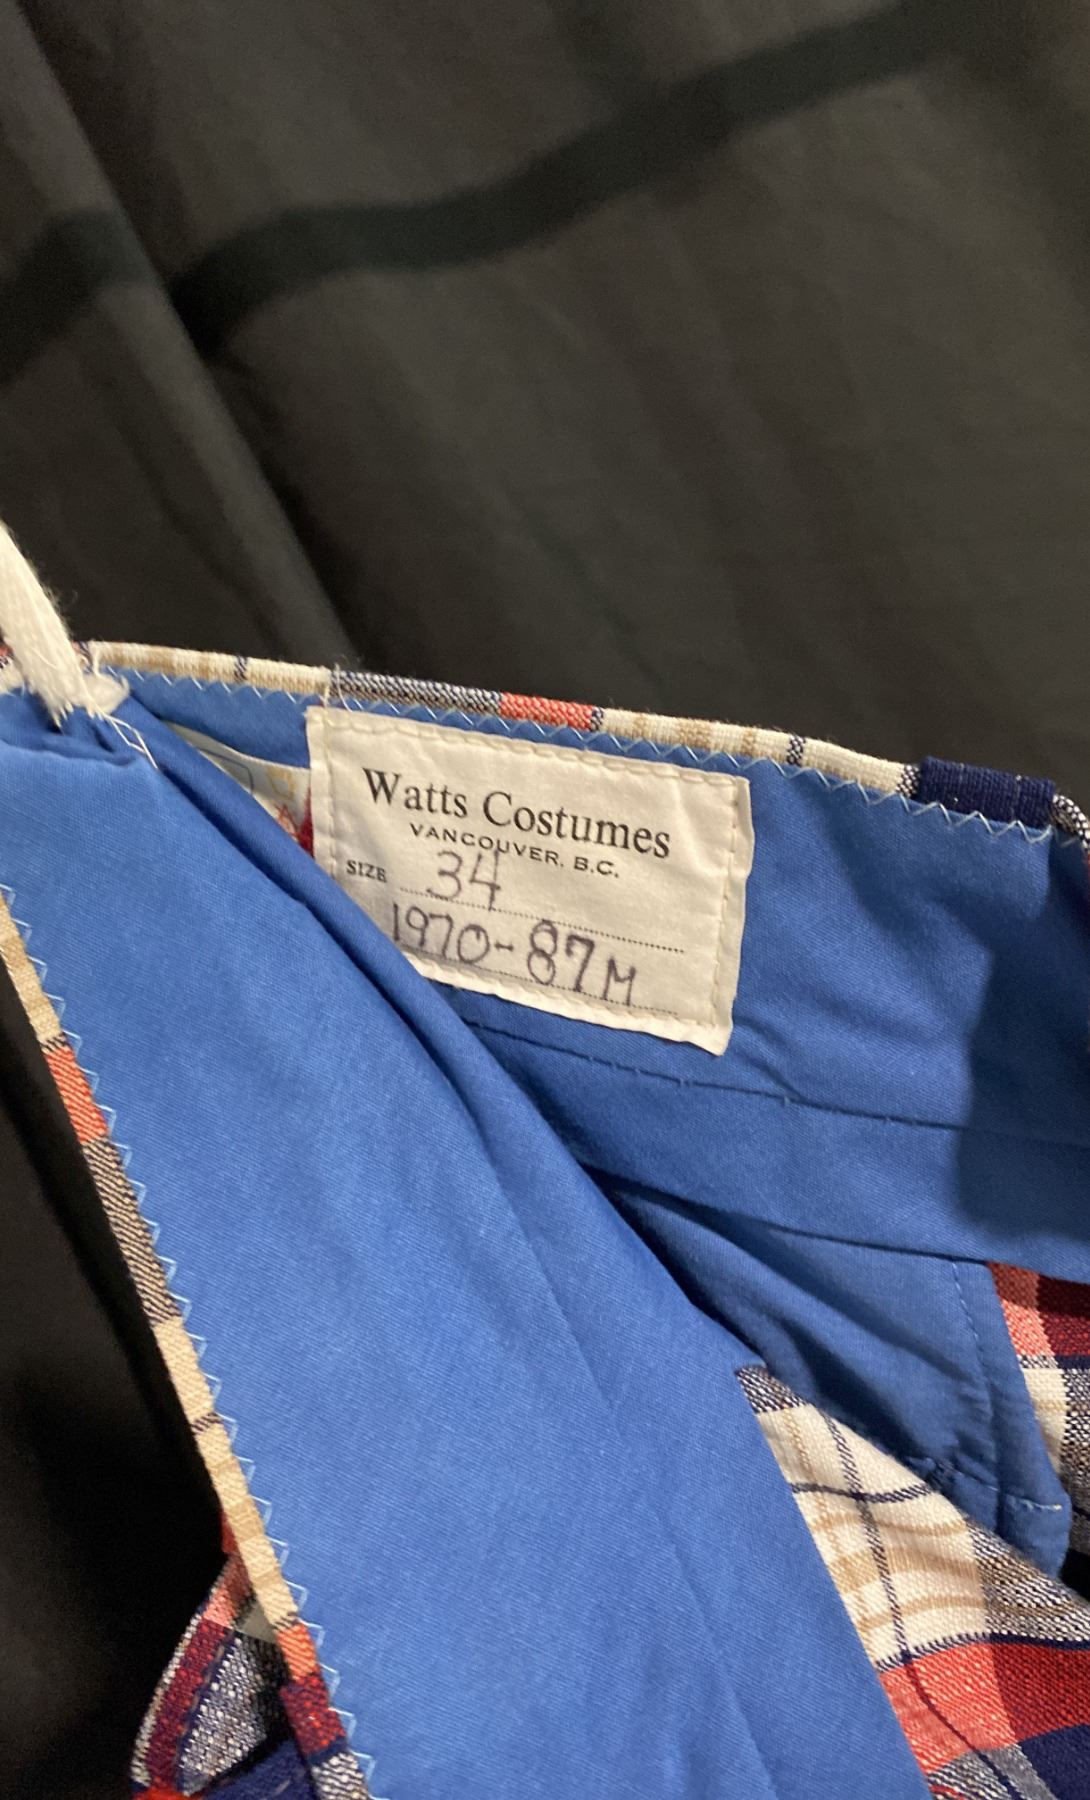 Watts Costumes
VANCOUVER, B.C.
SIZE 34
1970-87M